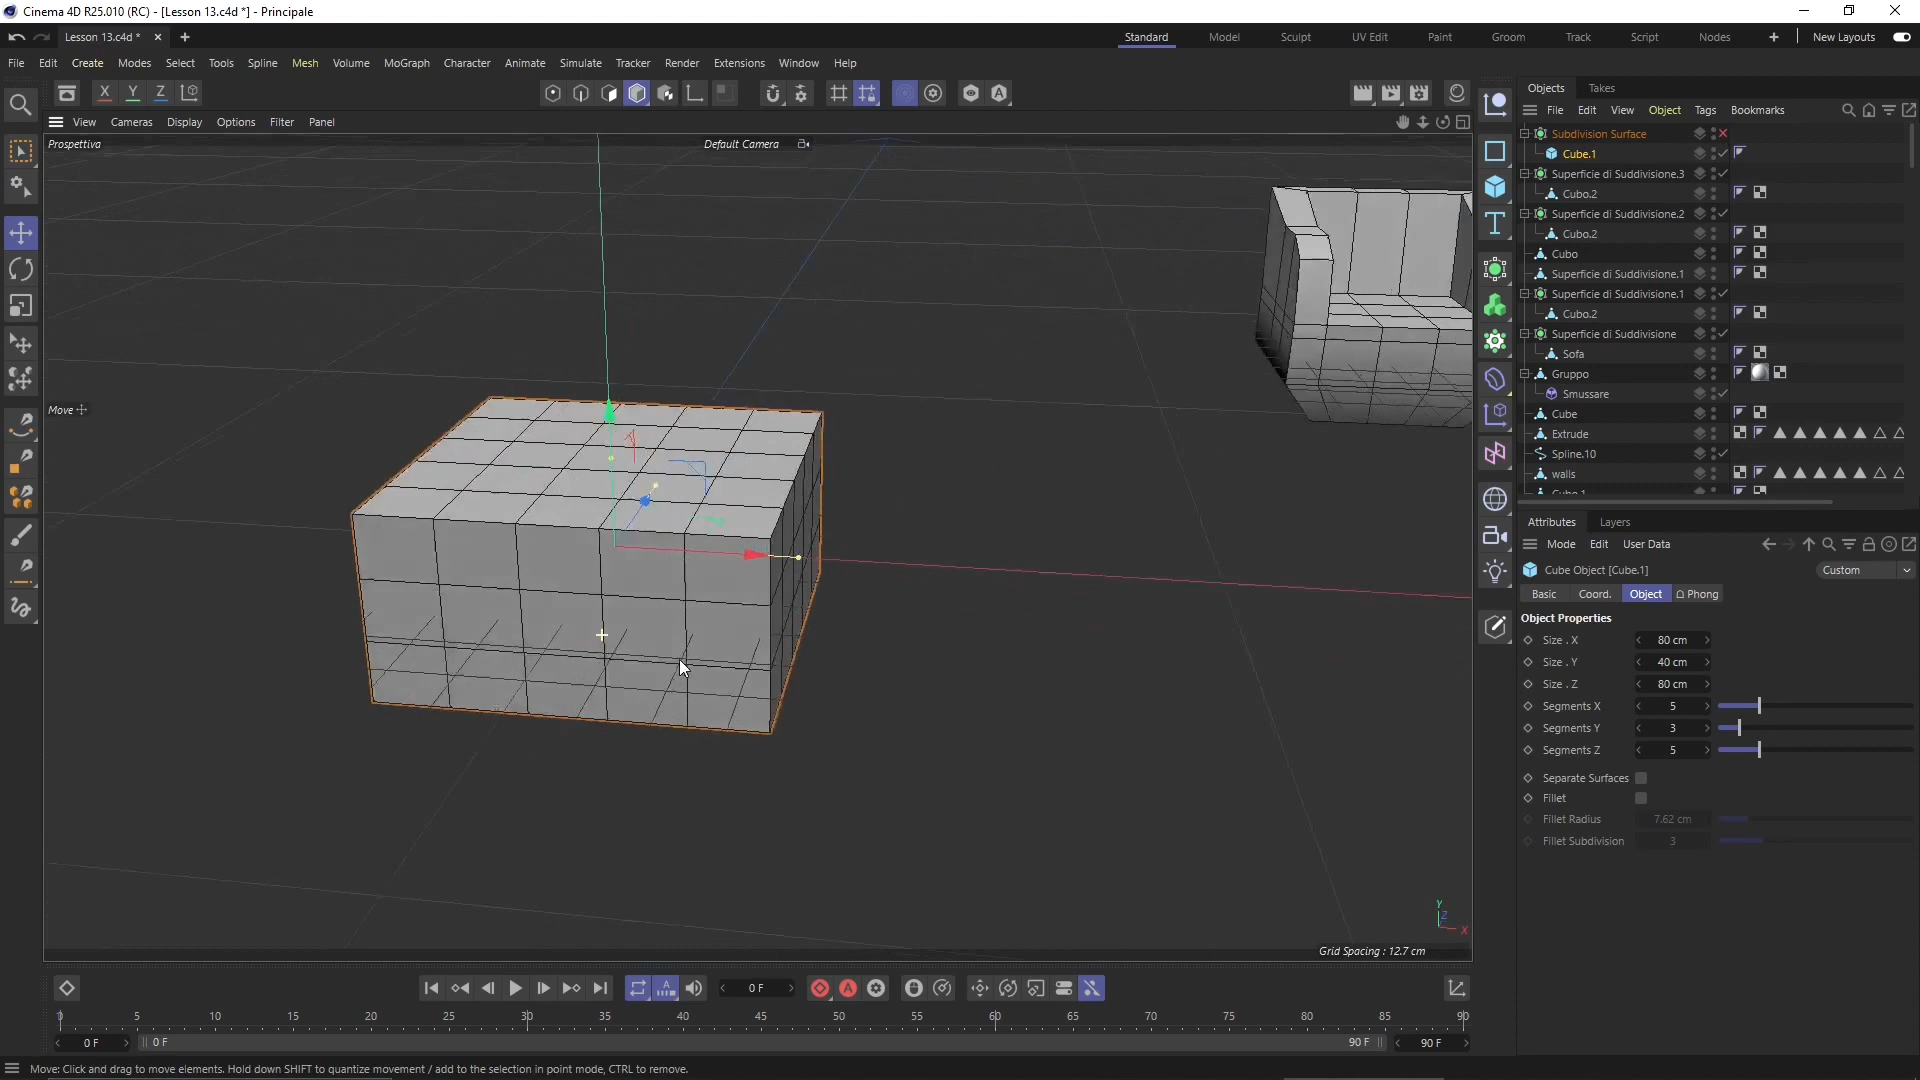 Cinema 4D R25.010 (RC) - [Lesson 13.c4d *] - Principale
Lesson 13.c4d *
Standard Model Sculpt UV Edit Paint Groom Track Script Nodes New Layouts
File Edit Create Modes Select Tools Spline Mesh Volume MoGraph Character Animate Simulate Tracker Render Extensions Window Help
X Y Z
Objects Takes
File Edit View Object Tags Bookmarks
View Cameras Display Options Filter Panel
Prospettiva Default Camera
Move
Subdivision Surface
Cube.1
Superficie di Suddivisione.3
Cubo.2
Superficie di Suddivisione.2
Cubo.2
Cubo
Superficie di Suddivisione.1
Superficie di Suddivisione.1
Cubo.2
Superficie di Suddivisione
Sofa
Gruppo
Smussare
Cube
Extrude
Spline.10
walls
Attributes Layers
Mode Edit User Data
Cube Object [Cube.1] Custom
Basic Coord. Object Phong
Object Properties
Size . X 80 cm
Size . Y 40 cm
Size . Z 80 cm
Segments X 5
Segments Y 3
Segments Z 5
Separate Surfaces
Fillet
Fillet Radius 7.62 cm
Fillet Subdivision 3
Y
Z
X
Grid Spacing : 12.7 cm
0 F
5 10 15 20 25 30 35 40 45 50 55 60 65 70 75 80 85 90
0 F 0 F 90 F 90 F
Move: Click and drag to move elements. Hold down SHIFT to quantize movement / add to the selection in point mode, CTRL to remove.